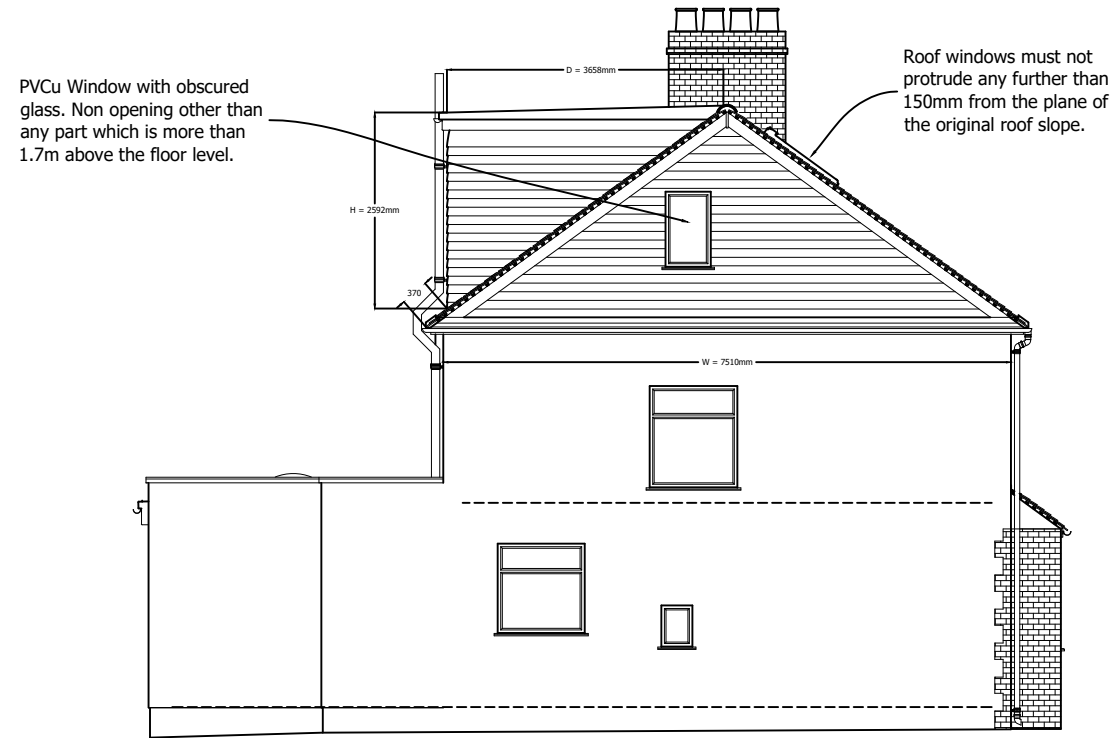 PVCu Window with obscured
glass. Non opening other than
any part which is more than
1.7m above the floor level.
Roof windows must not
protrude any further than
150mm from the plane of
the original roof slope.
D = 3658mm
H = 2592mm
370
W = 7510mm